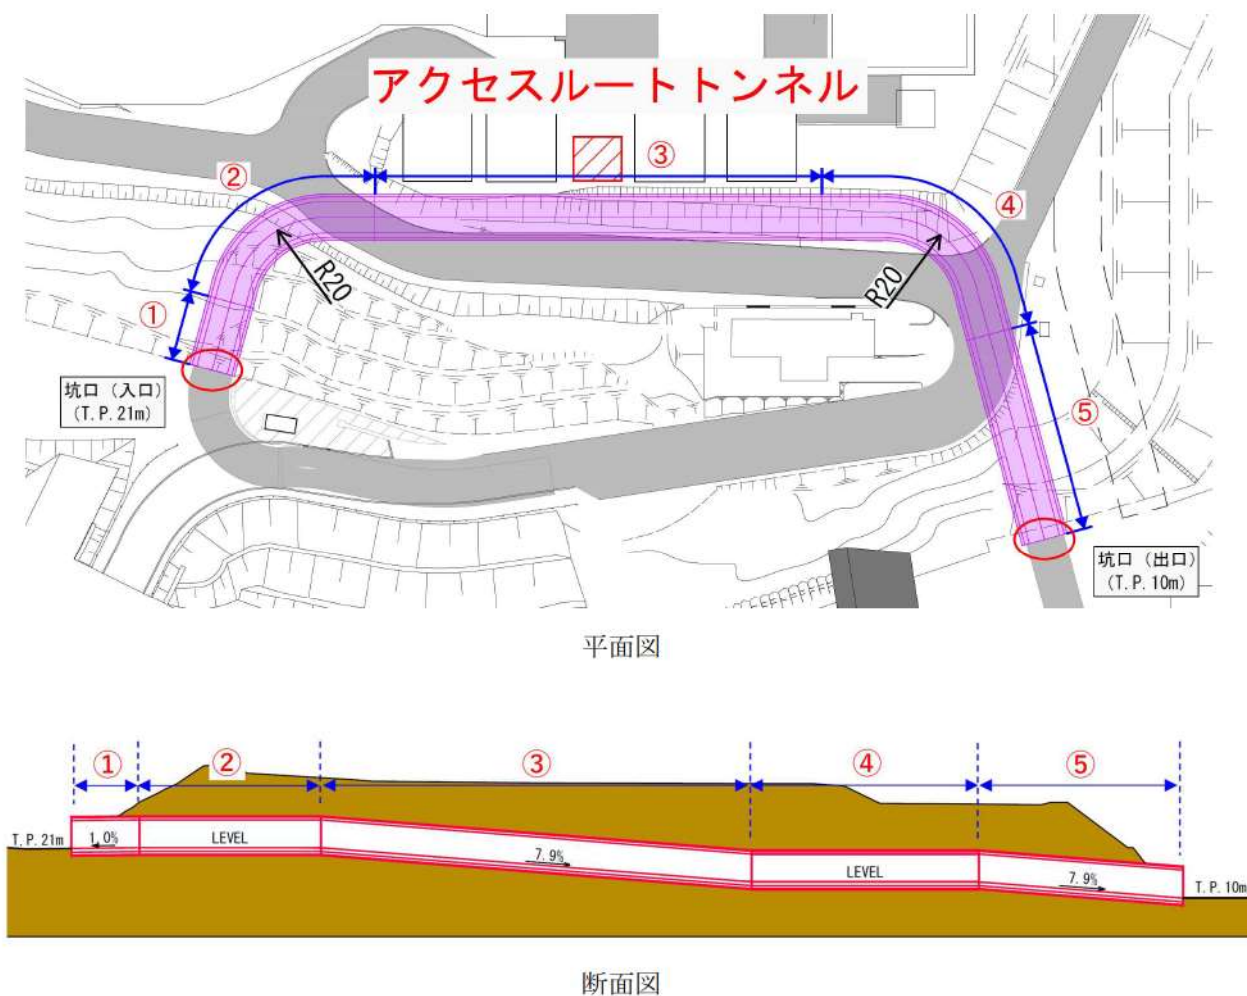 アクセスルートトンネル
②
③
④
①
R20
R20
⑤
坑口（入口）
(T.P.21m)
坑口（出口）
(T.P.10m)
平面図
① ② ③ ④ ⑤
T.P.21m
1.0%
LEVEL
7.9%
LEVEL
7.9%
T.P.10m
断面図